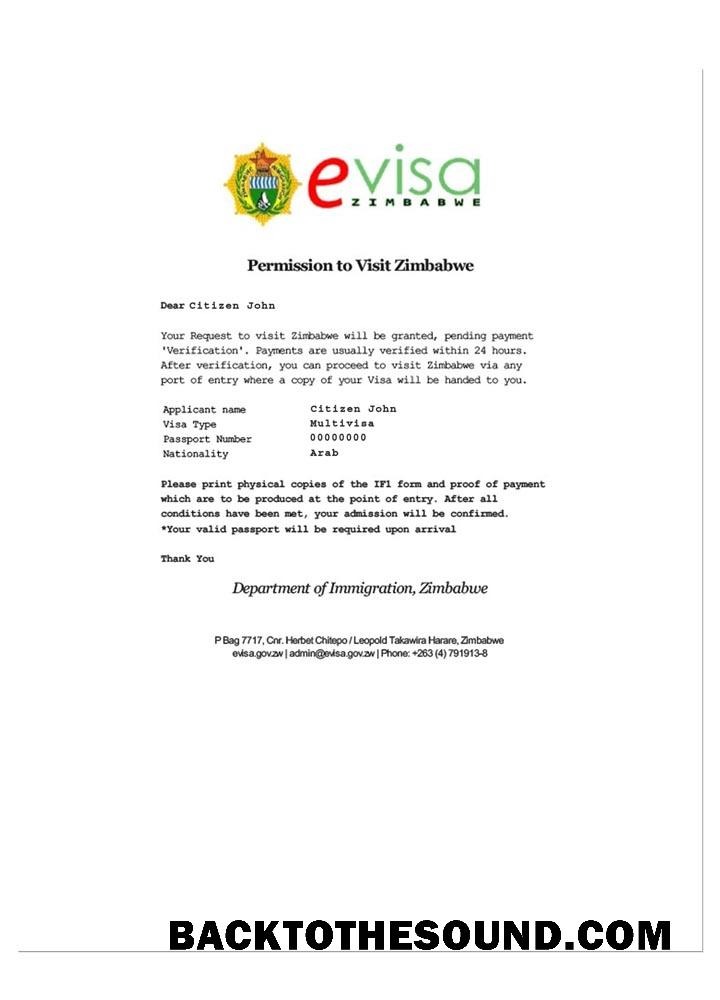 evisa
ZIMBABWE
Permission to Visit Zimbabwe
Dear Citizen John
Your Request to visit Zimbabwe will be granted, pending payment
'Verification'. Payments are usually verified within 24 hours.
After verification, you can proceed to visit Zimbabwe via any
port of entry where a copy of your Visa will be handed to you.
Applicant name Citizen John
Visa Type Multivisa
Passport Number 00000000
Nationality Arab
Please print physical copies of the IF1 form and proof of payment
which are to be produced at the point of entry. After all
conditions have been met, your admission will be confirmed.
*Your valid passport will be required upon arrival
Thank You
Department of Immigration, Zimbabwe
P Bag 7717, Cnr. Herbet Chitepo / Leopold Takawira Harare, Zimbabwe
evisa.gov.zw | admin@evisa.gov.zw | Phone: +263 (4) 791913-8
BACKTOTHESOUND.COM